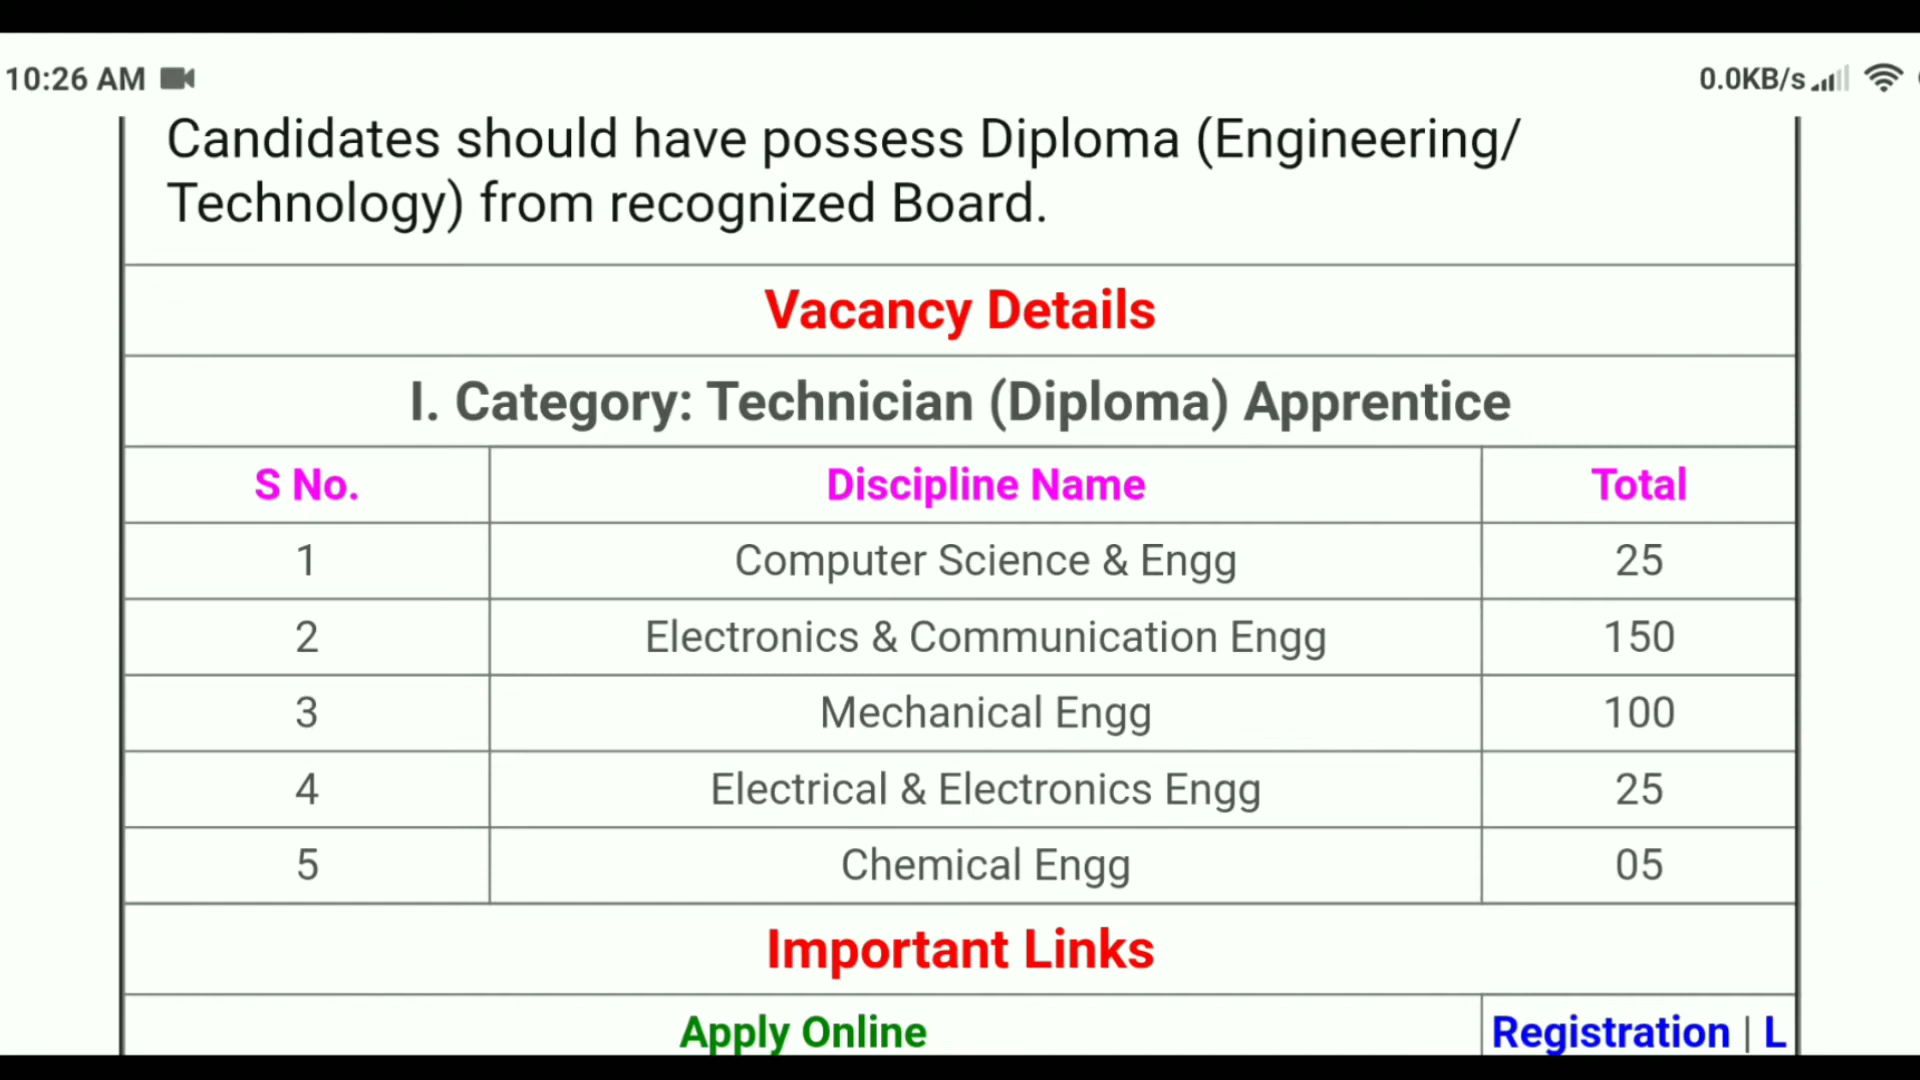 10:26 AM
0.0KB/s
Candidates should have possess Diploma (Engineering/
Technology) from recognized Board.
Vacancy Details
I. Category: Technician (Diploma) Apprentice
S No. Discipline Name Total
1 Computer Science & Engg 25
2 Electronics & Communication Engg 150
3 Mechanical Engg 100
4 Electrical & Electronics Engg 25
5 Chemical Engg 05
Important Links
Apply Online Registration | L